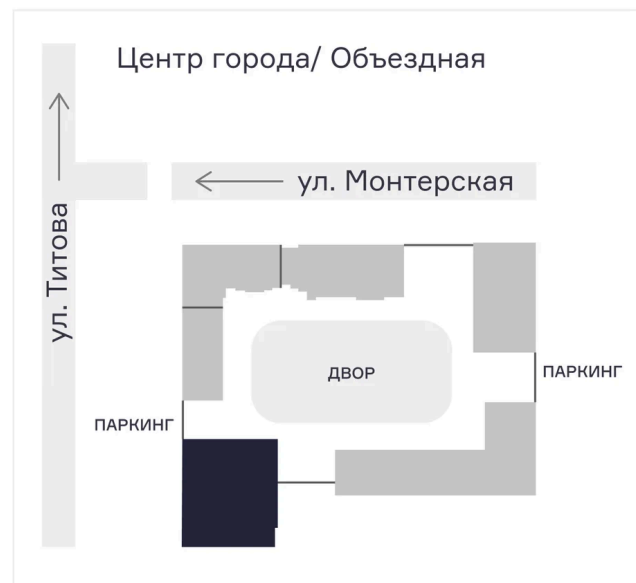 Центр города/ Объездная
ул. Монтерская
ул. Титова
ДВОР
ПАРКИНГ
ПАРКИНГ